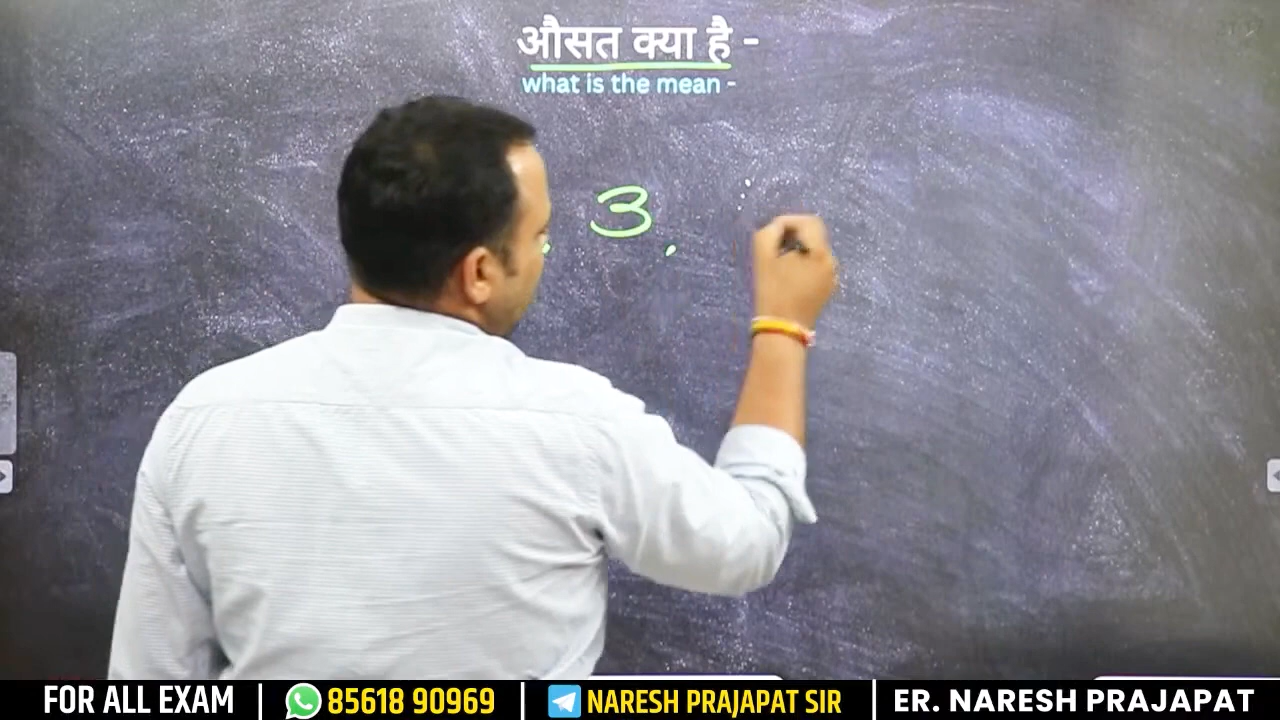 औसत क्या है -
what is the mean -
, 3 ,
FOR ALL EXAM | 85618 90969 | NARESH PRAJAPAT SIR | ER. NARESH PRAJAPAT